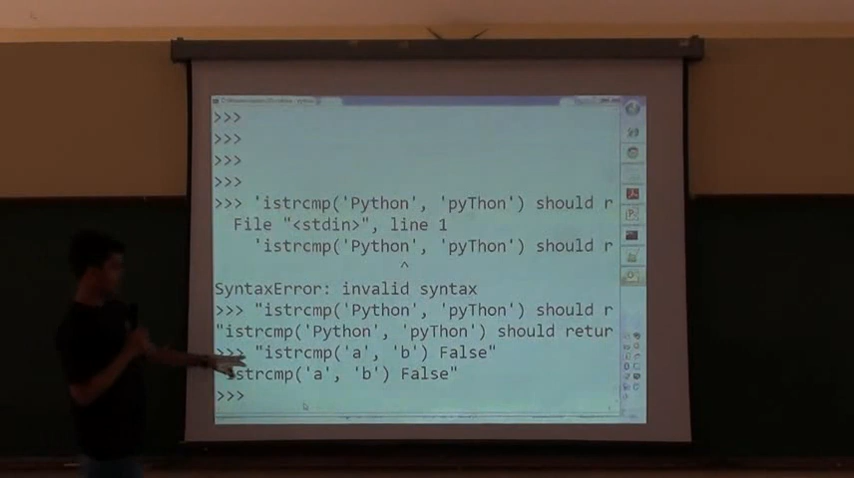 >>>
>>>
>>>
>>>
>>> 'istrcmp('Python', 'pyThon') should r
File "<stdin>", line 1
'istrcmp('Python', 'pyThon') should r
^
SyntaxError: invalid syntax
>>> "istrcmp('Python', 'pyThon') should r
"istrcmp('Python', 'pyThon') should retur
>>> "istrcmp('a', 'b') False"
istrcmp('a', 'b') False"
>>>